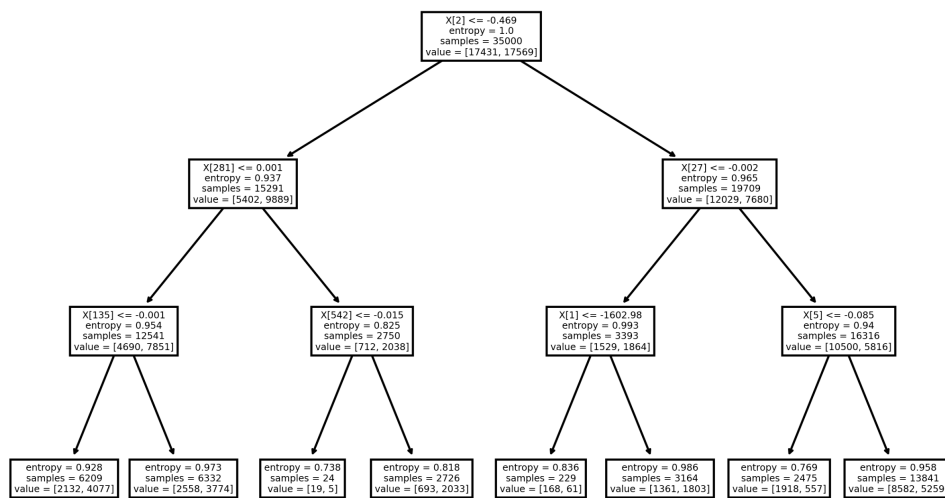 X[2] <= -0.469
entropy = 1.0
samples = 35000
value = [17431, 17569]
X[281] <= 0.001
entropy = 0.937
samples = 15291
value = [5402, 9889]
X[27] <= -0.002
entropy = 0.965
samples = 19709
value = [12029, 7680]
X[135] <= -0.001
entropy = 0.954
samples = 12541
value = [4690, 7851]
X[542] <= -0.015
entropy = 0.825
samples = 2750
value = [712, 2038]
X[1] <= -1602.98
entropy = 0.993
samples = 3393
value = [1529, 1864]
X[5] <= -0.085
entropy = 0.94
samples = 16316
value = [10500, 5816]
entropy = 0.928
samples = 6209
value = [2132, 4077]
entropy = 0.973
samples = 6332
value = [2558, 3774]
entropy = 0.738
samples = 24
value = [19, 5]
entropy = 0.818
samples = 2726
value = [693, 2033]
entropy = 0.836
samples = 229
value = [168, 61]
entropy = 0.986
samples = 3164
value = [1361, 1803]
entropy = 0.769
samples = 2475
value = [1918, 557]
entropy = 0.958
samples = 13841
value = [8582, 5259]